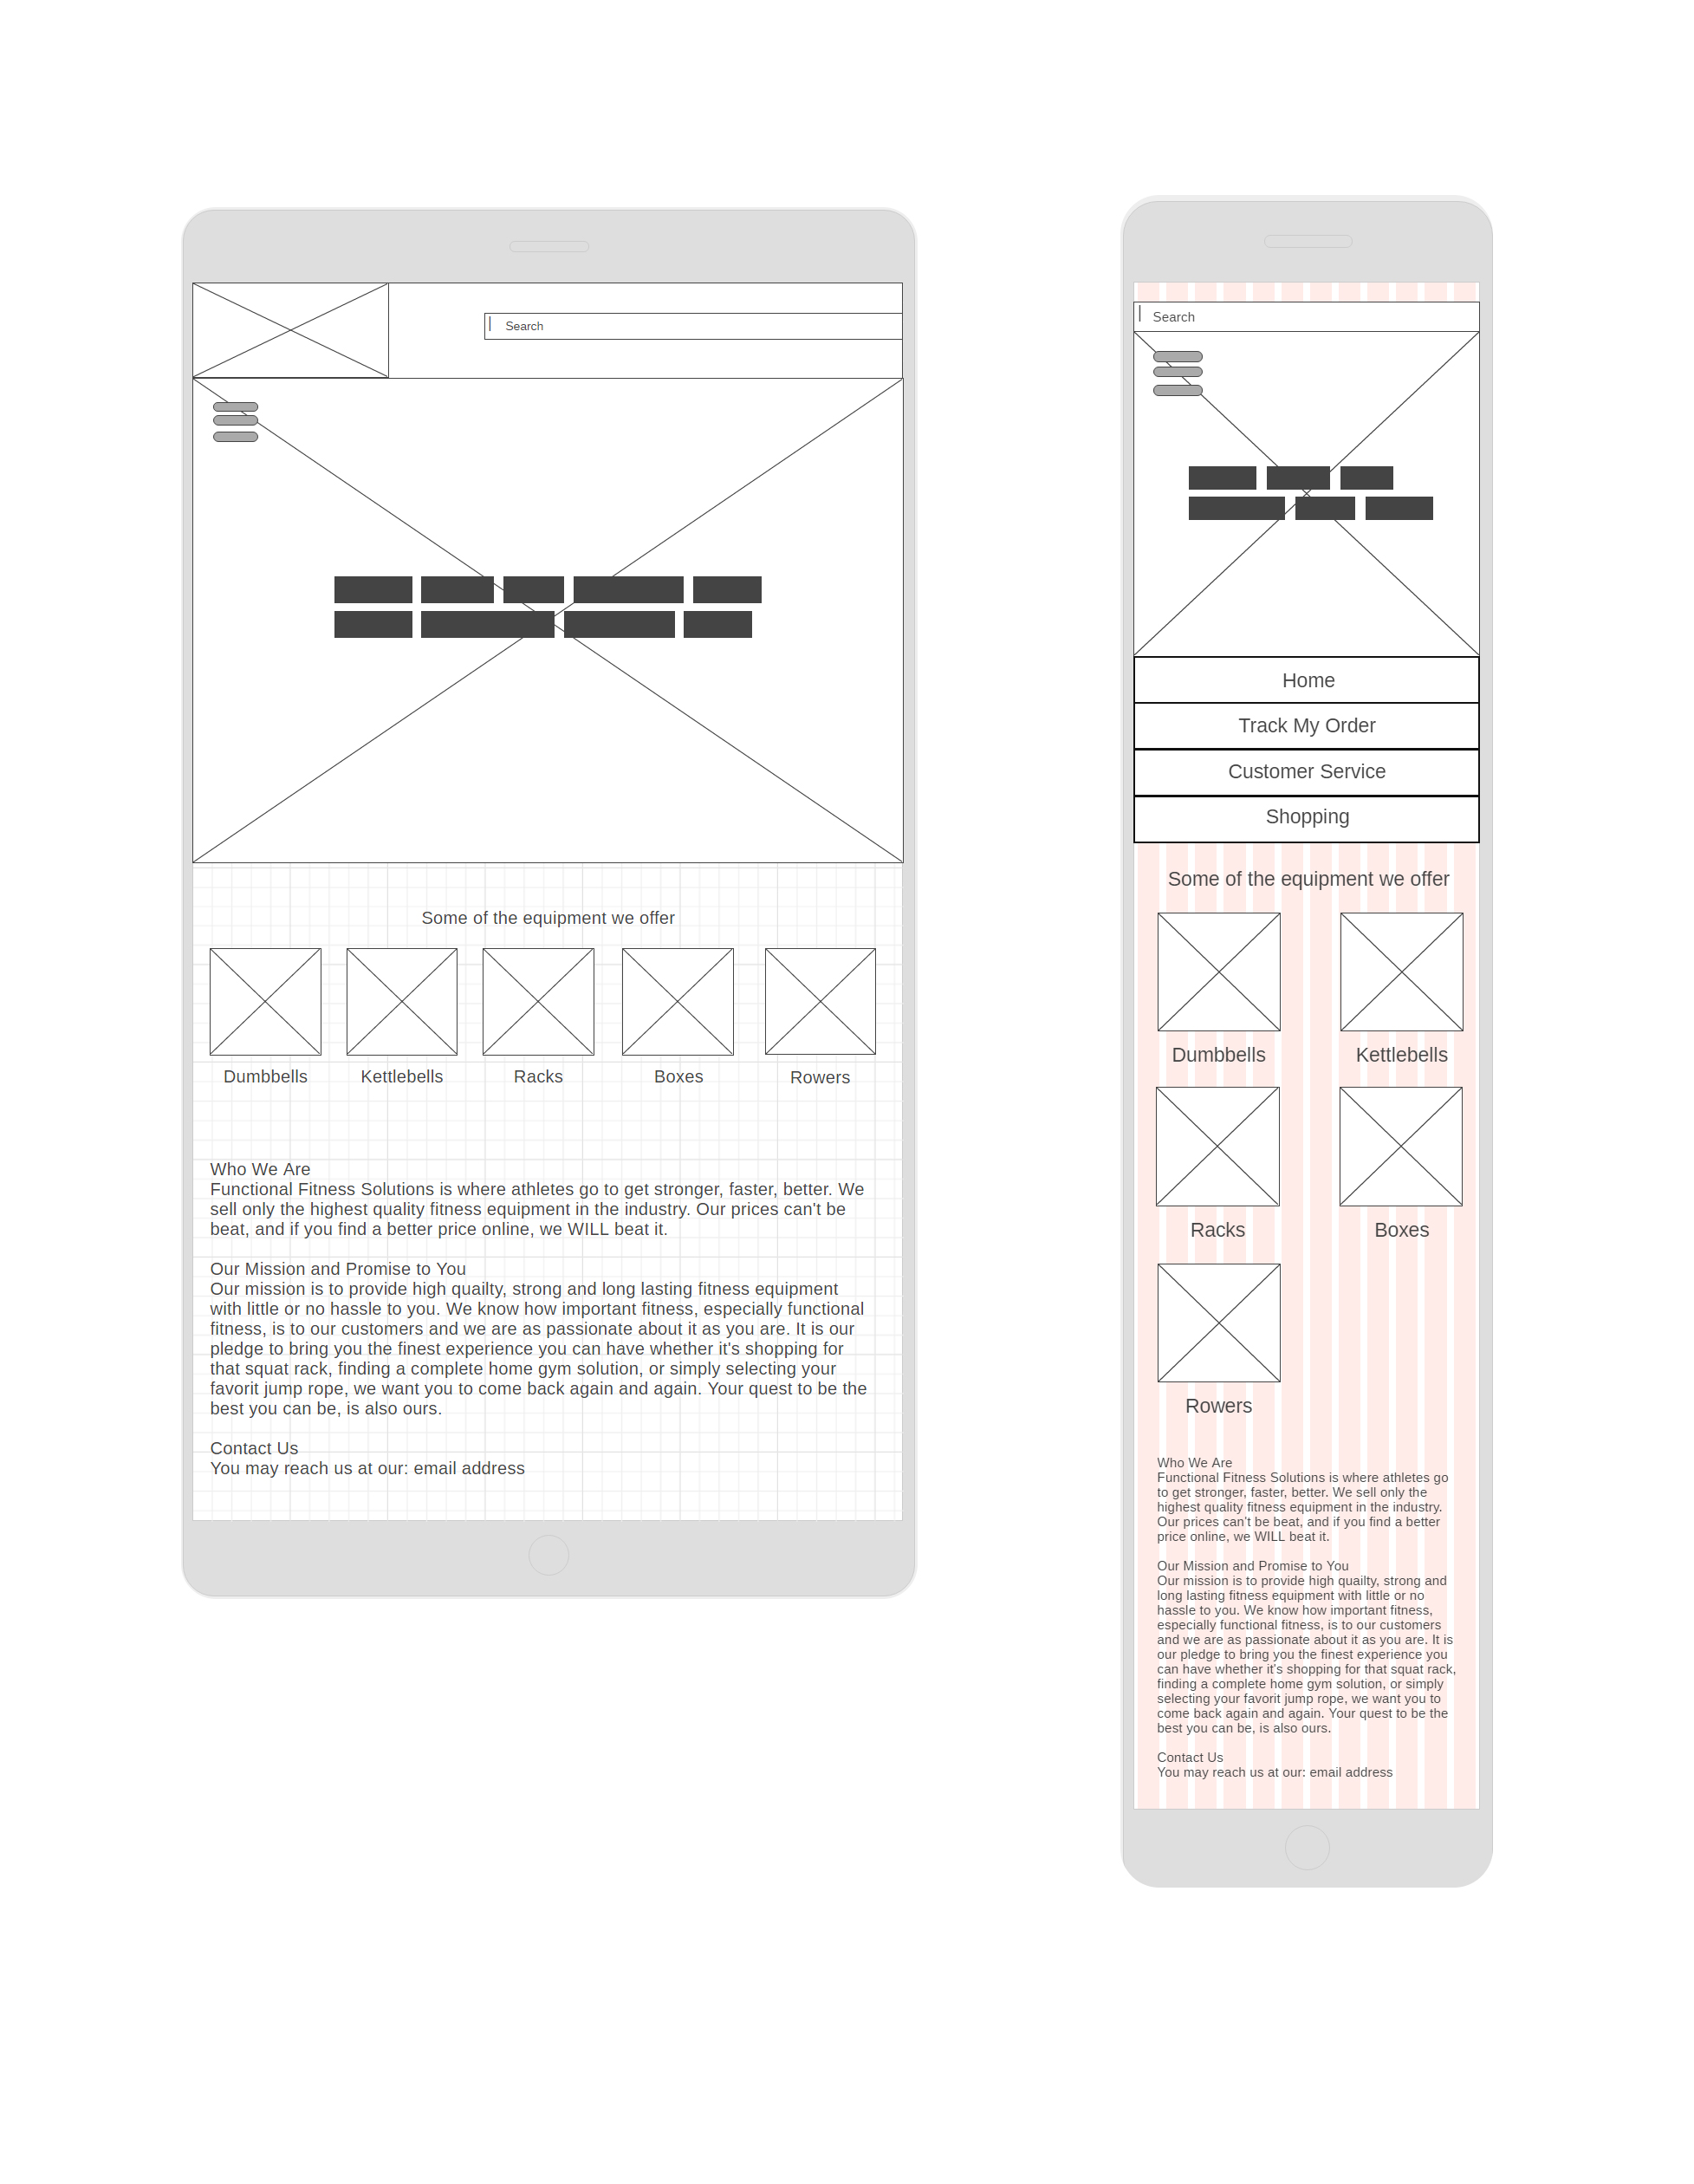 Search
Some of the equipment we offer
Dumbbells Kettlebells Racks Boxes Rowers
Who We Are
Functional Fitness Solutions is where athletes go to get stronger, faster, better. We
sell only the highest quality fitness equipment in the industry. Our prices can't be
beat, and if you find a better price online, we WILL beat it.
Our Mission and Promise to You
Our mission is to provide high quailty, strong and long lasting fitness equipment
with little or no hassle to you. We know how important fitness, especially functional
fitness, is to our customers and we are as passionate about it as you are. It is our
pledge to bring you the finest experience you can have whether it's shopping for
that squat rack, finding a complete home gym solution, or simply selecting your
favorit jump rope, we want you to come back again and again. Your quest to be the
best you can be, is also ours.
Contact Us
You may reach us at our: email address
Search
Home
Track My Order
Customer Service
Shopping
Some of the equipment we offer
Dumbbells Kettlebells
Racks Boxes
Rowers
Who We Are
Functional Fitness Solutions is where athletes go
to get stronger, faster, better. We sell only the
highest quality fitness equipment in the industry.
Our prices can't be beat, and if you find a better
price online, we WILL beat it.
Our Mission and Promise to You
Our mission is to provide high quailty, strong and
long lasting fitness equipment with little or no
hassle to you. We know how important fitness,
especially functional fitness, is to our customers
and we are as passionate about it as you are. It is
our pledge to bring you the finest experience you
can have whether it's shopping for that squat rack,
finding a complete home gym solution, or simply
selecting your favorit jump rope, we want you to
come back again and again. Your quest to be the
best you can be, is also ours.
Contact Us
You may reach us at our: email address